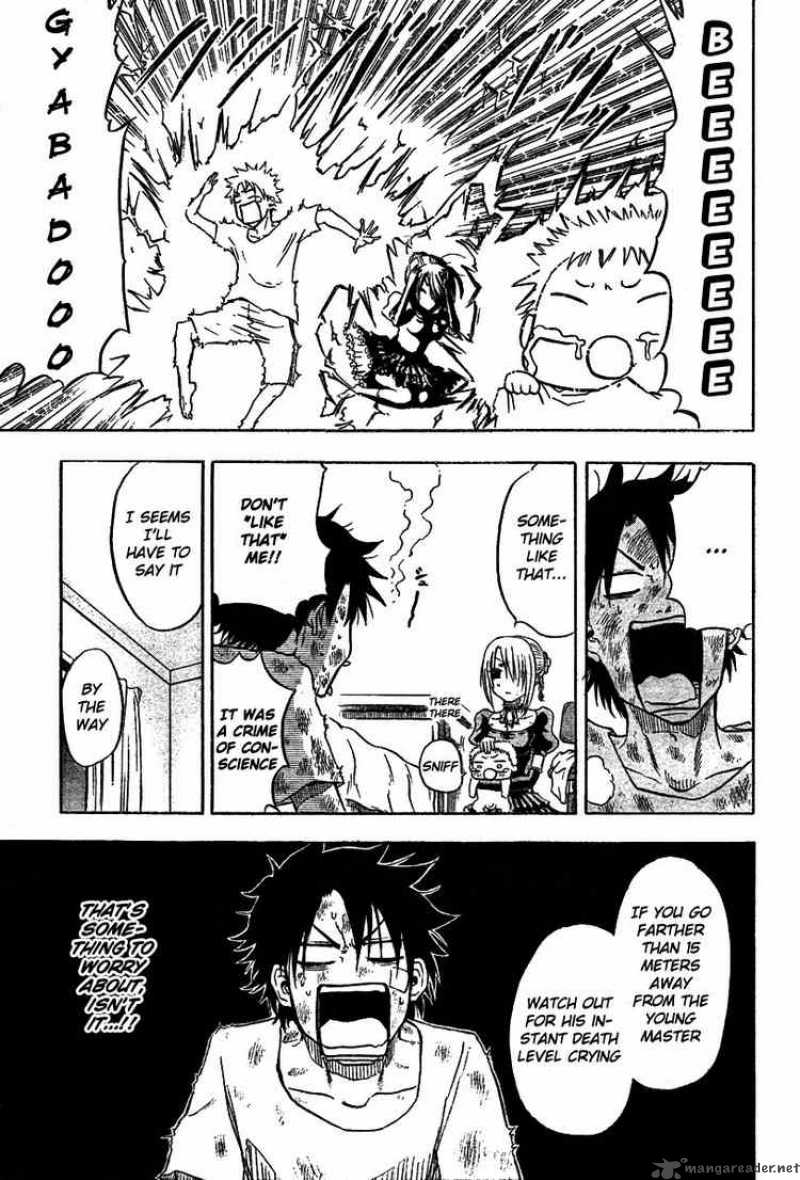 BEEEEEEEE
GYABADOOOO
...
SOME-
THING
LIKE
THAT...
THERE
THERE
SNIFF
DON'T
"LIKE
THAT"
ME!!
IT WAS
A CRIME
OF CON-
SCIENCE
I SEEMS
I'LL
HAVE TO
SAY IT
BY
THE
WAY
IF YOU GO
FARTHER
THAN 15
METERS
AWAY
FROM THE
YOUNG
MASTER
WATCH OUT
FOR HIS IN-
STANT DEATH
LEVEL CRYING
THAT'S
SOME-
THING TO
WORRY
ABOUT,
ISN'T
IT...!!
mangareader.net